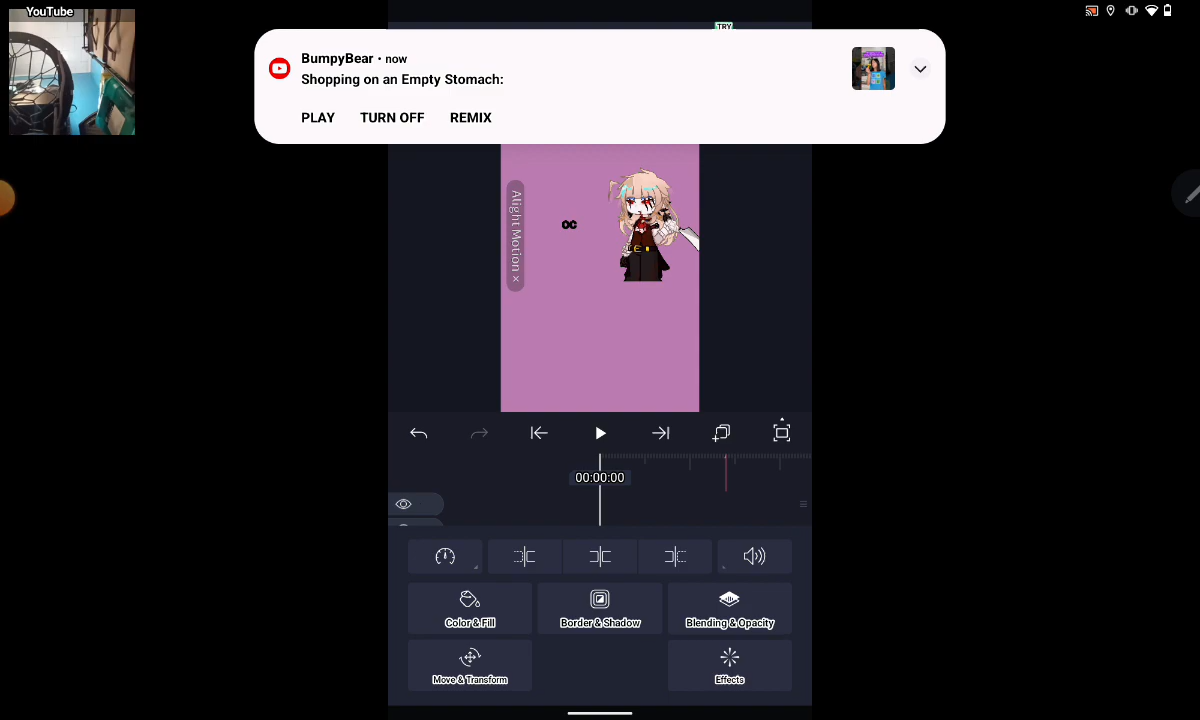 YouTube
TRY
BumpyBear • now
Shopping on an Empty Stomach:
PLAY TURN OFF REMIX
Alight Motion ×
OC
00:00:00
Color & Fill
Border & Shadow
Blending & Opacity
Move & Transform
Effects